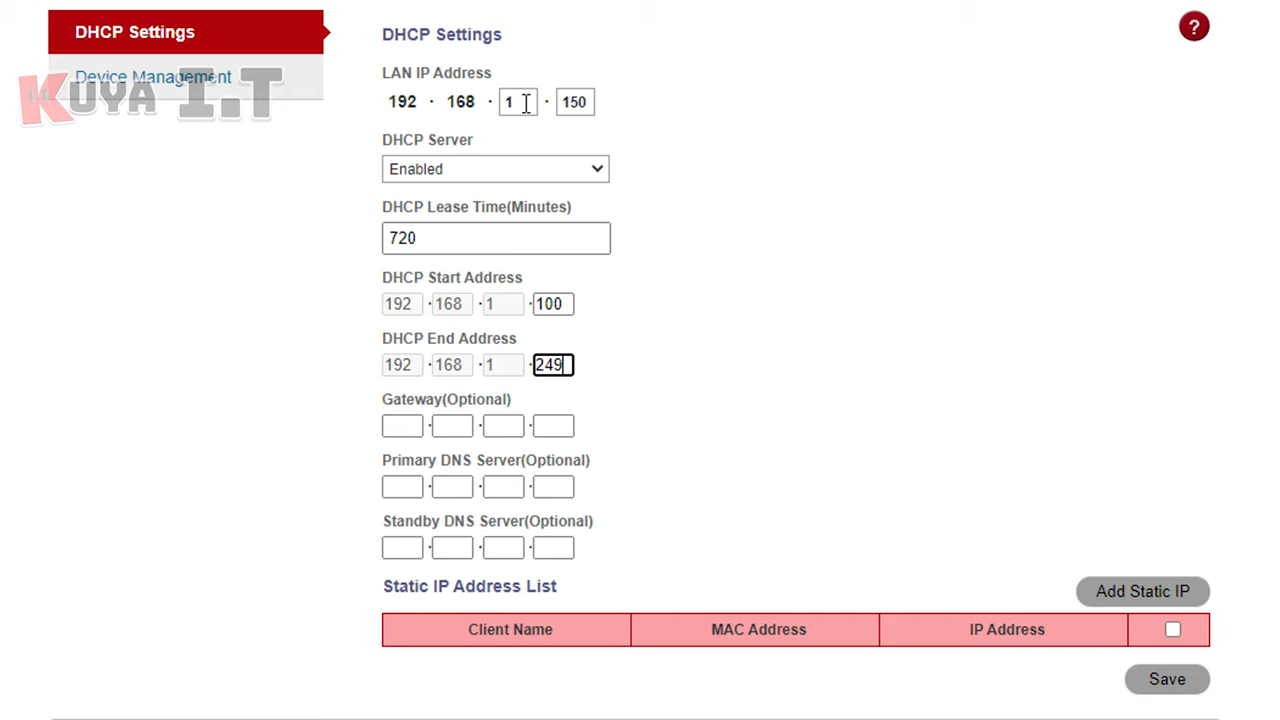 DHCP Settings
Device Management
KUYA I.T
DHCP Settings
?
LAN IP Address
192 · 168 · 1 · 150
DHCP Server
Enabled
DHCP Lease Time(Minutes)
720
DHCP Start Address
192 · 168 · 1 · 100
DHCP End Address
192 · 168 · 1 · 249
Gateway(Optional)
Primary DNS Server(Optional)
Standby DNS Server(Optional)
Static IP Address List
Add Static IP
Client Name MAC Address IP Address
Save